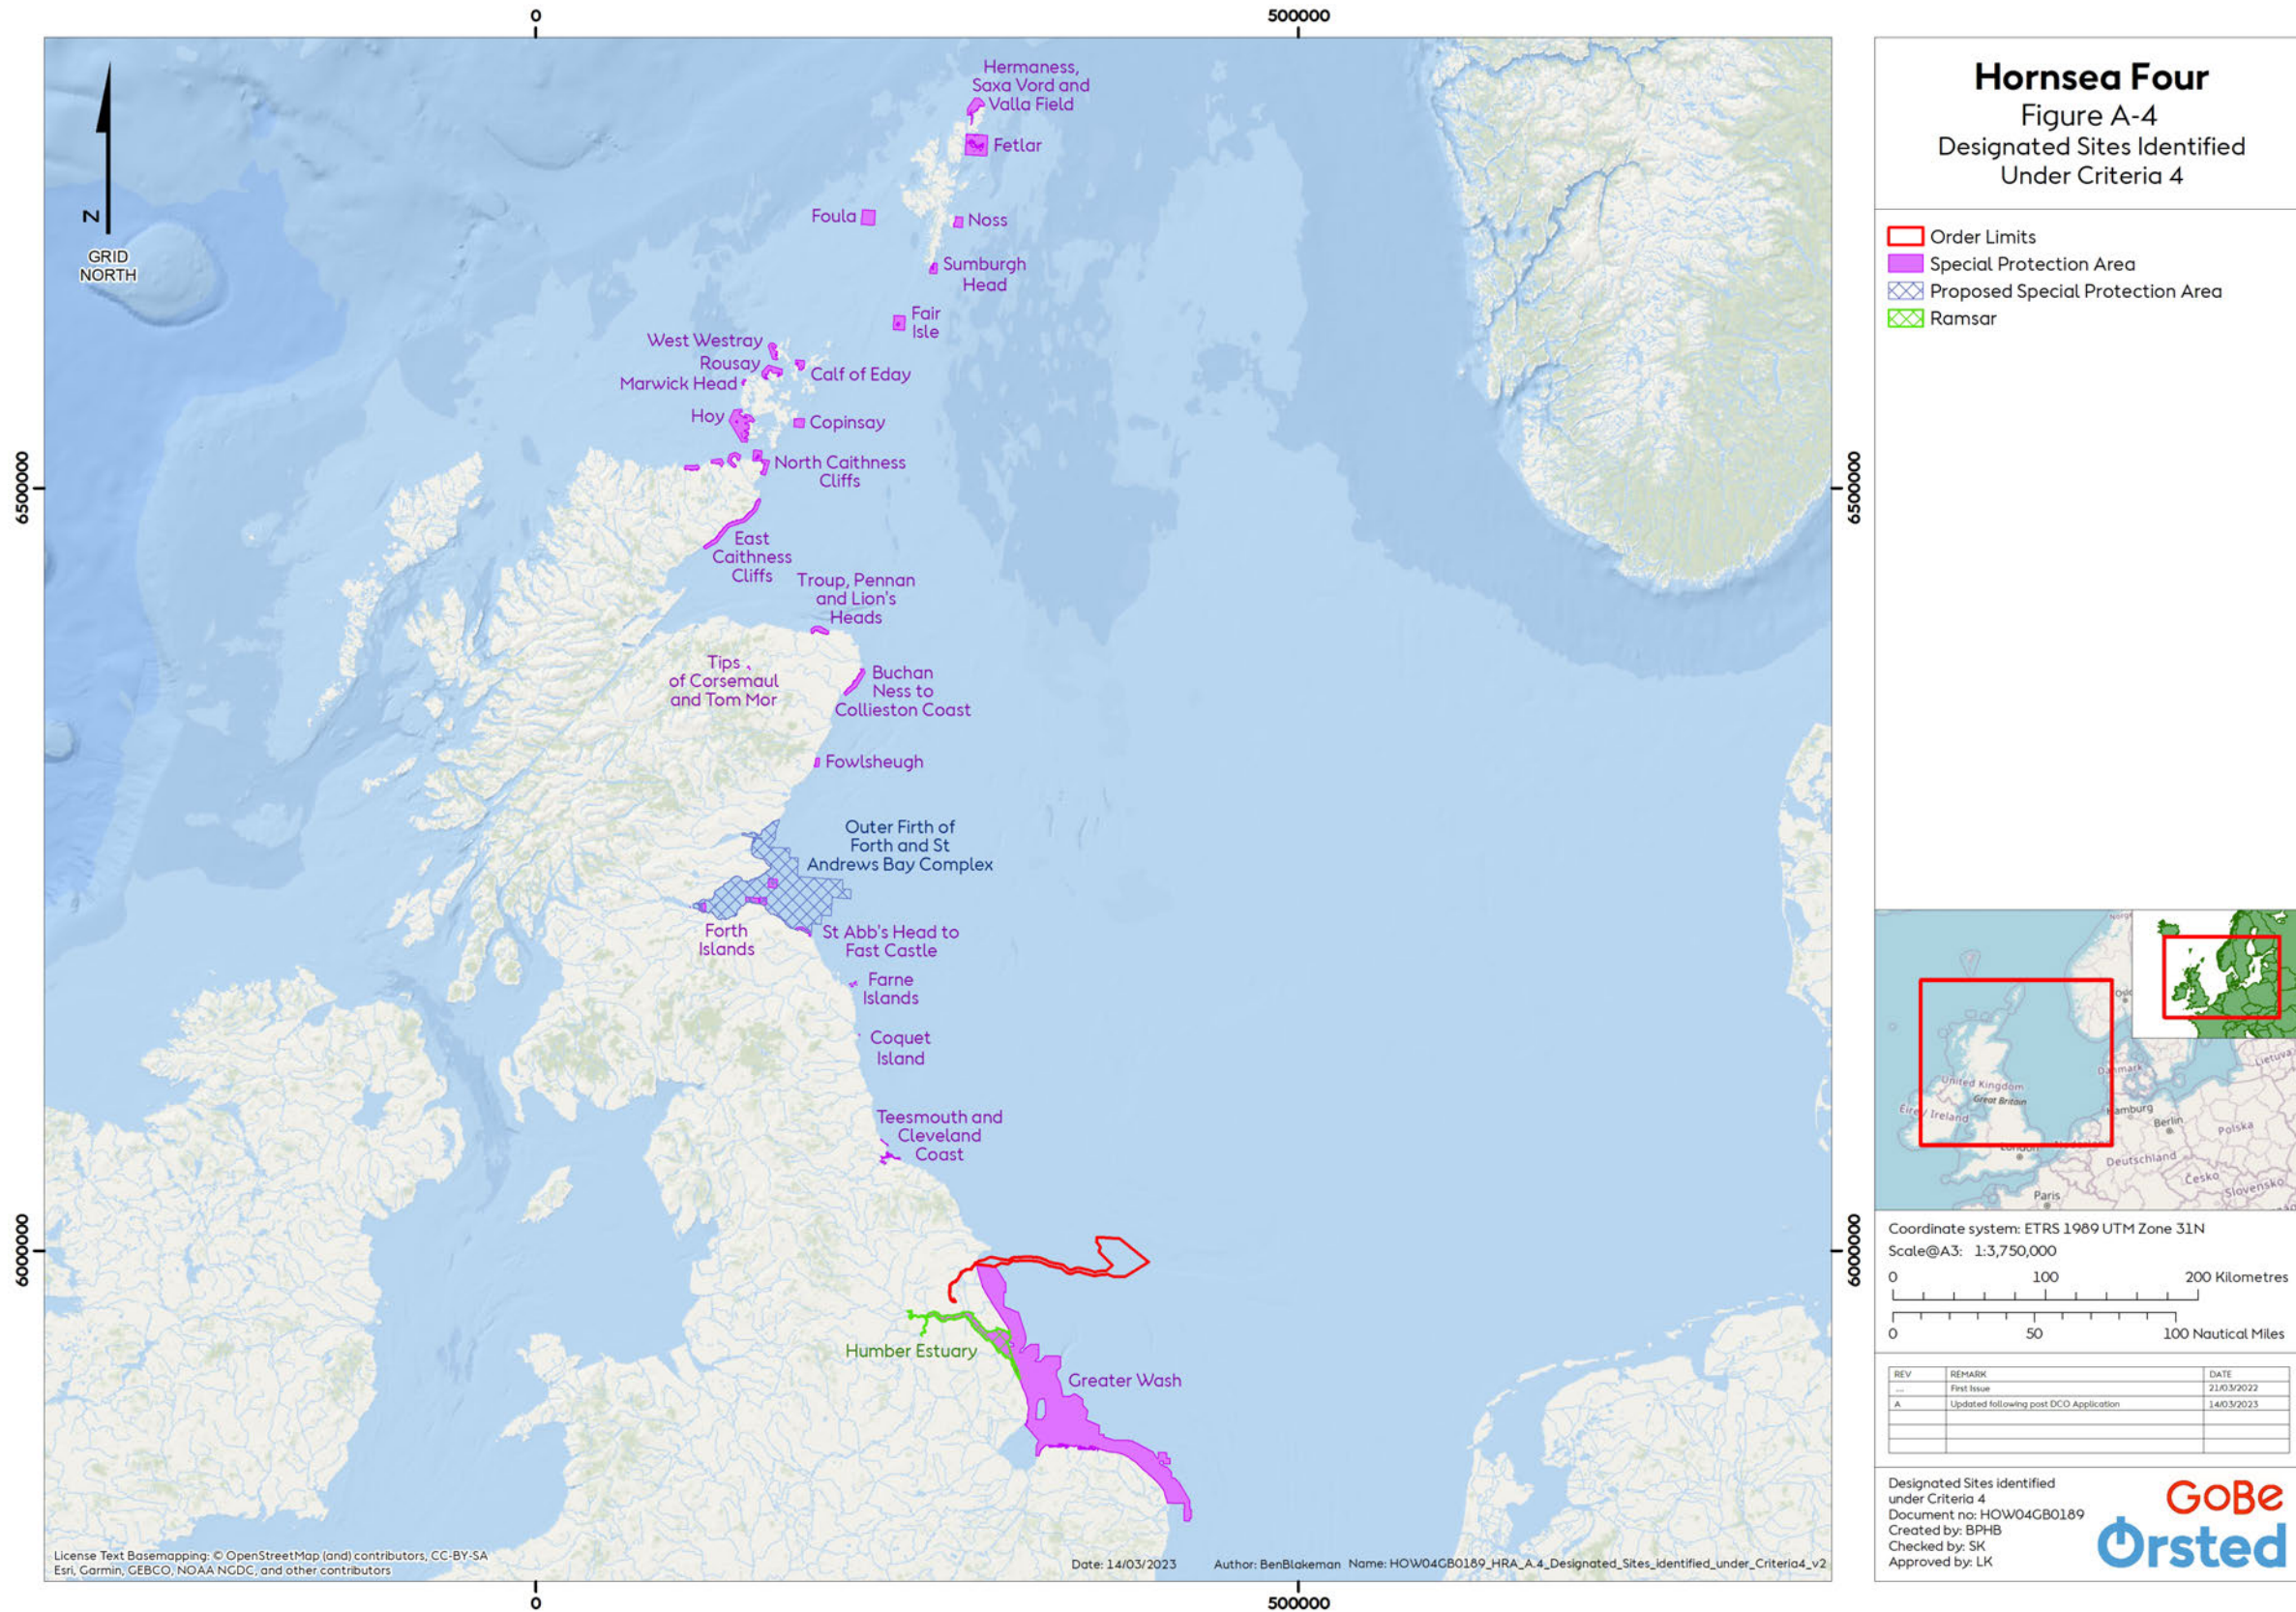 0
500000
Hermaness,
Saxa Vord and
Valla Field
Fetlar
Foula
Noss
Sumburgh
Head
Fair
Isle
West Westray
Rousay
Marwick Head
Calf of Eday
Hoy
Copinsay
North Caithness
Cliffs
East
Caithness
Cliffs
Troup, Pennan
and Lion's
Heads
Tips
of Corsemaul
and Tom Mor
Buchan
Ness to
Collieston Coast
Fowlsheugh
Outer Firth of
Forth and St
Andrews Bay Complex
Forth
Islands
St Abb's Head to
Fast Castle
Farne
Islands
Coquet
Island
Teesmouth and
Cleveland
Coast
Humber Estuary
Greater Wash
N
GRID
NORTH
6500000
6500000
6000000
6000000
License Text Basemapping: © OpenStreetMap (and) contributors, CC-BY-SA
Esri, Garmin, GEBCO, NOAA NGDC, and other contributors
Date: 14/03/2023
Author: BenBlakeman
Name: HOW04GB0189_HRA_A.4_Designated_Sites_identified_under_Criteria4_v2
0
500000
Hornsea Four
Figure A-4
Designated Sites Identified
Under Criteria 4
Order Limits
Special Protection Area
Proposed Special Protection Area
Ramsar
United Kingdom
Great Britain
Éire / Ireland
London
Danmark
Hamburg
Berlin
Polska
Deutschland
Česko
Slovensko
Paris
Lietuva
Coordinate system: ETRS 1989 UTM Zone 31N
Scale@A3: 1:3,750,000
0 100 200 Kilometres
0 50 100 Nautical Miles
REV REMARK DATE
... First Issue 21/03/2022
A Updated following post DCO Application 14/03/2023
Designated Sites identified
under Criteria 4
Document no: HOW04GB0189
Created by: BPHB
Checked by: SK
Approved by: LK
GoBe
Ørsted